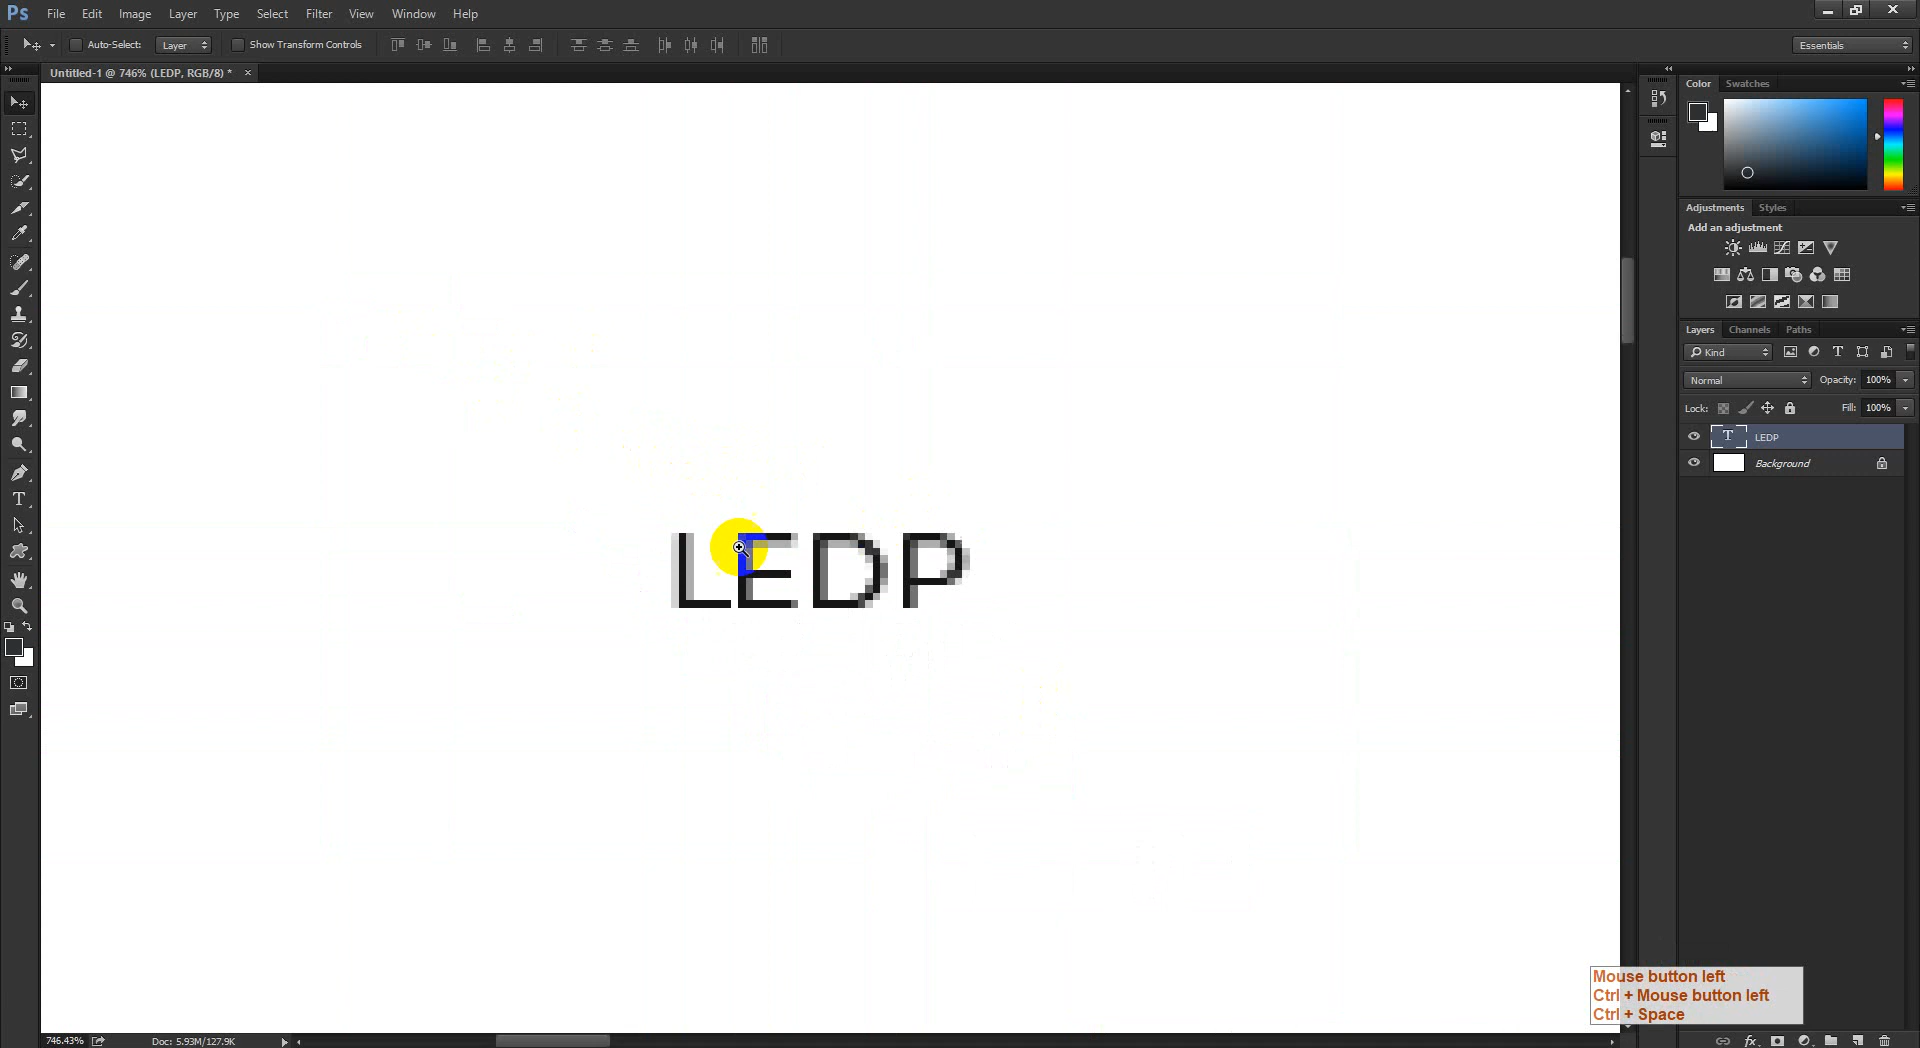 Ps File Edit Image Layer Type Select Filter 3D View Window Help
Auto-Select: Layer Show Transform Controls Essentials
Untitled-1 @ 746% (LEDP, RGB/8) * ×
Color Swatches
Adjustments Styles
Add an adjustment
Layers Channels Paths
Kind
Normal Opacity: 100%
Lock: Fill: 100%
T LEDP
Background
LEDP
Mouse button left
Ctrl + Mouse button left
Ctrl + Space
746.43% Doc: 5.93M/127.9K